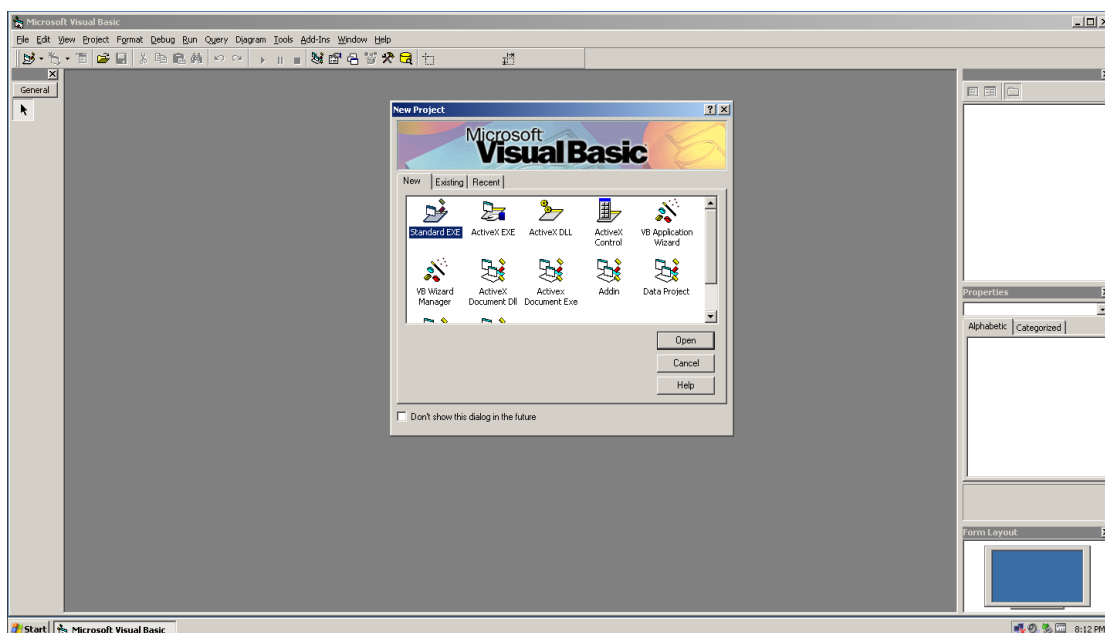 Microsoft Visual Basic
File Edit View Project Format Debug Run Query Diagram Tools Add-Ins Window Help
General
New Project
Microsoft
Visual Basic
New Existing Recent
Standard EXE ActiveX EXE ActiveX DLL ActiveX Control VB Application Wizard
VB Wizard Manager ActiveX Document Dll Activex Document Exe Addin Data Project
Open
Cancel
Help
Don't show this dialog in the future
Properties
Alphabetic Categorized
Form Layout
Start Microsoft Visual Basic 8:12 PM